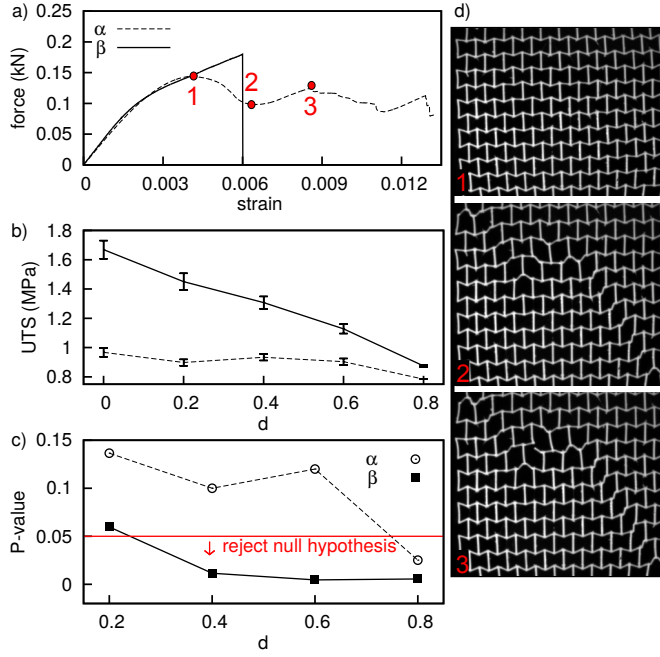 a)
α
β
force (kN)
0.25
0.2
0.15
0.1
0.05
0
1
2
3
0
0.003
0.006
0.009
0.012
strain
b)
UTS (MPa)
1.8
1.6
1.4
1.2
1
0.8
0
0.2
0.4
0.6
0.8
d
c)
P-value
0.15
0.10
0.05
0
α
β
↓ reject null hypothesis
0.2
0.4
0.6
0.8
d
d)
1
2
3